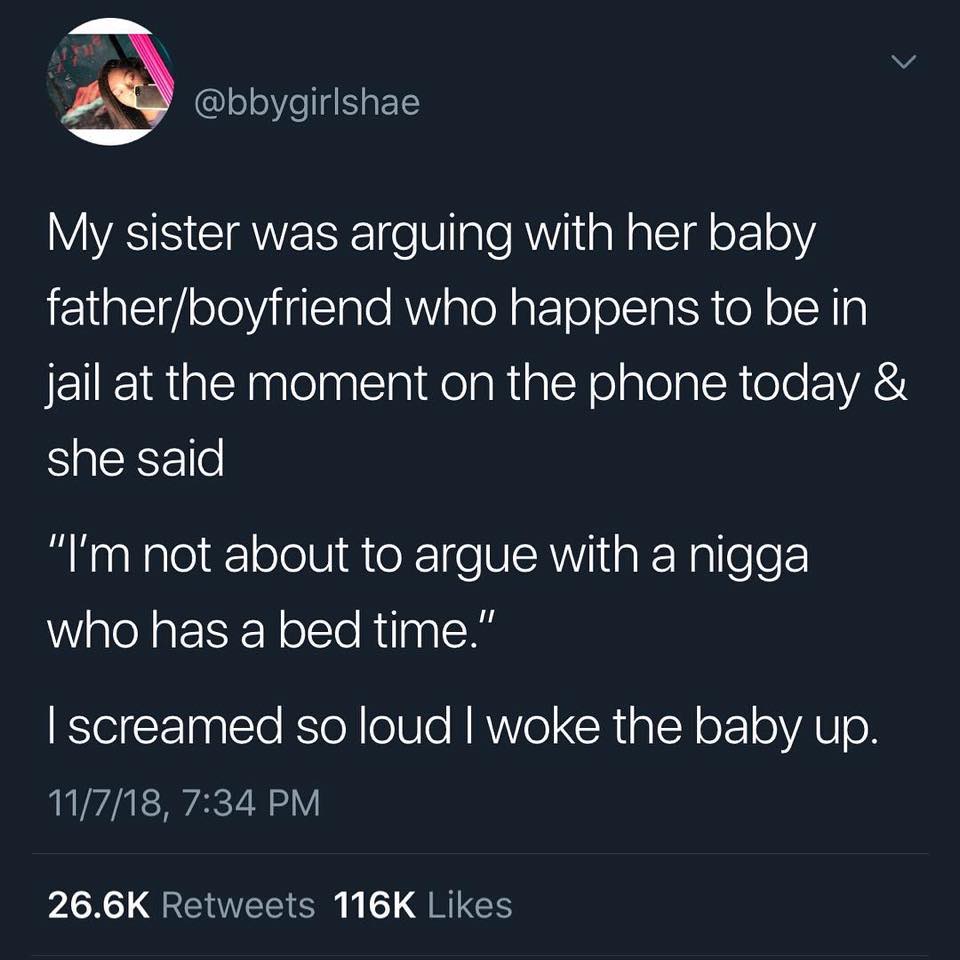 @bbygirlshae
My sister was arguing with her baby
father/boyfriend who happens to be in
jail at the moment on the phone today &
she said
“I’m not about to argue with a nigga
who has a bed time.”
I screamed so loud I woke the baby up.
11/7/18, 7:34 PM
26.6K Retweets 116K Likes